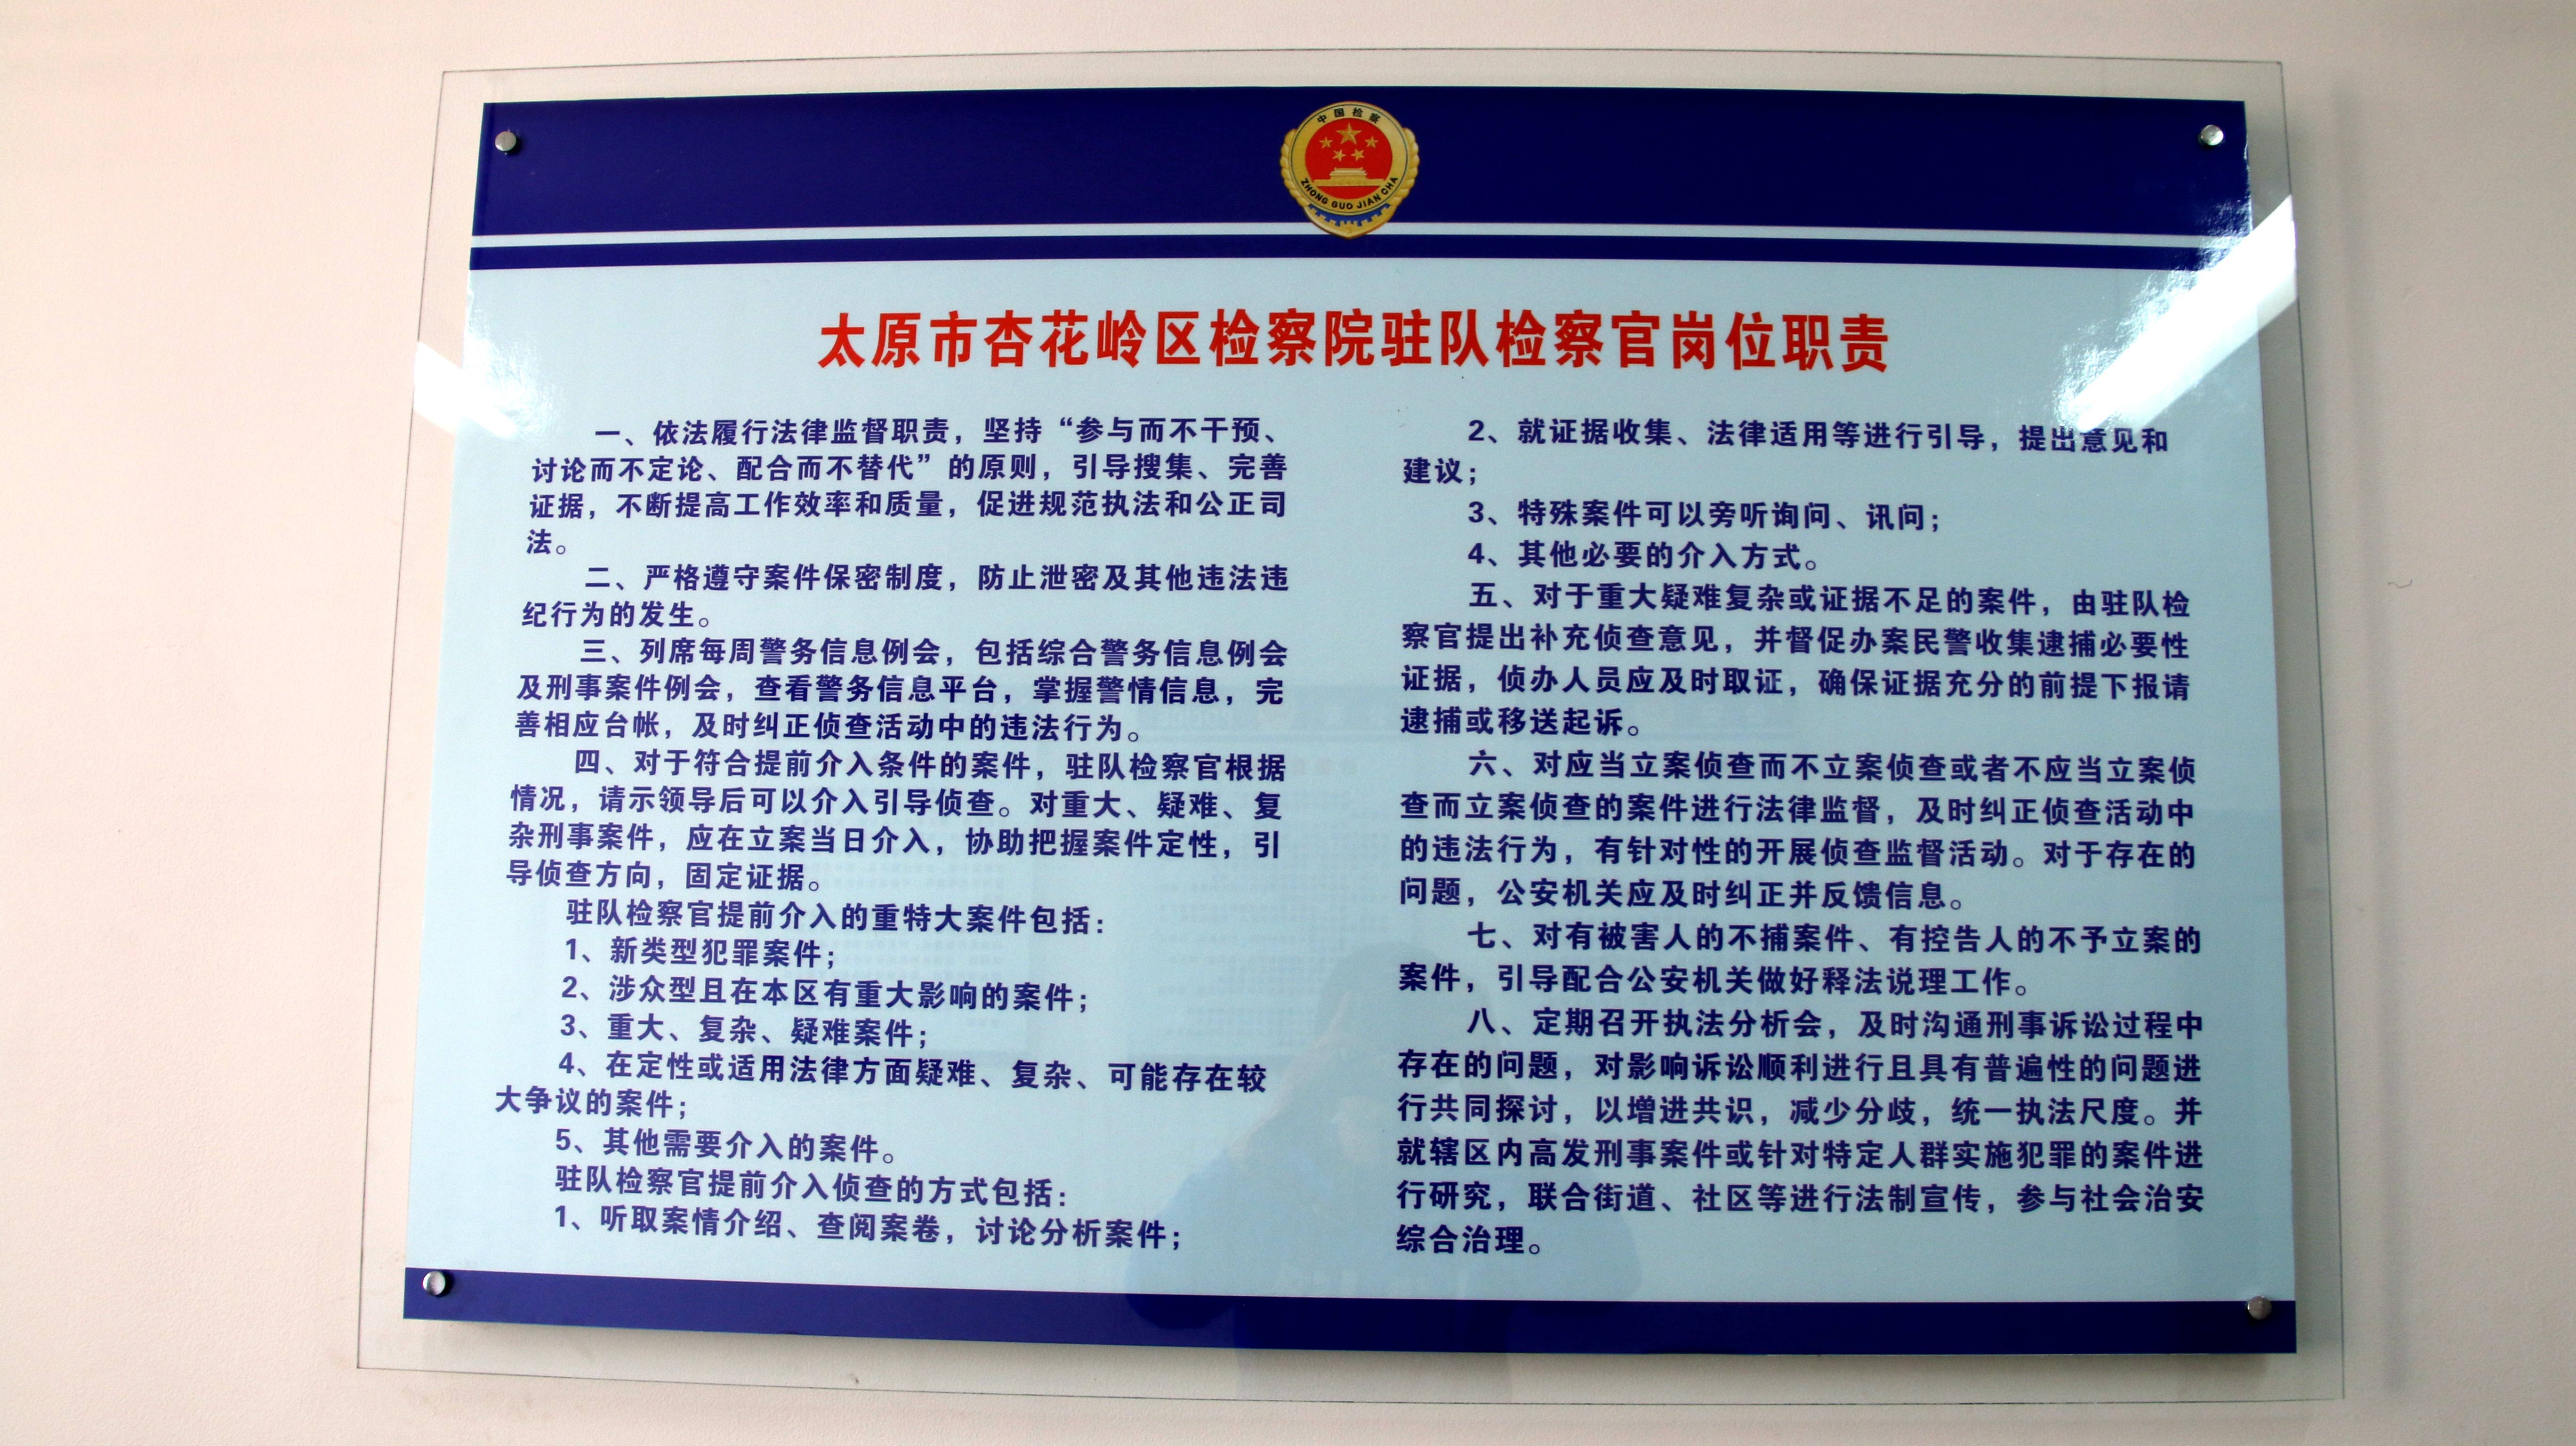 中国检察
ZHONG GUO JIAN CHA
太原市杏花岭区检察院驻队检察官岗位职责
一、依法履行法律监督职责，坚持“参与而不干预、
讨论而不定论、配合而不替代”的原则，引导搜集、完善
证据，不断提高工作效率和质量，促进规范执法和公正司
法。
二、严格遵守案件保密制度，防止泄密及其他违法违
纪行为的发生。
三、列席每周警务信息例会，包括综合警务信息例会
及刑事案件例会，查看警务信息平台，掌握警情信息，完
善相应台帐，及时纠正侦查活动中的违法行为。
四、对于符合提前介入条件的案件，驻队检察官根据
情况，请示领导后可以介入引导侦查。对重大、疑难、复
杂刑事案件，应在立案当日介入，协助把握案件定性，引
导侦查方向，固定证据。
驻队检察官提前介入的重特大案件包括：
1、新类型犯罪案件；
2、涉众型且在本区有重大影响的案件；
3、重大、复杂、疑难案件；
4、在定性或适用法律方面疑难、复杂、可能存在较
大争议的案件；
5、其他需要介入的案件。
驻队检察官提前介入侦查的方式包括：
1、听取案情介绍、查阅案卷，讨论分析案件；
2、就证据收集、法律适用等进行引导，提出意见和
建议；
3、特殊案件可以旁听询问、讯问；
4、其他必要的介入方式。
五、对于重大疑难复杂或证据不足的案件，由驻队检
察官提出补充侦查意见，并督促办案民警收集逮捕必要性
证据，侦办人员应及时取证，确保证据充分的前提下报请
逮捕或移送起诉。
六、对应当立案侦查而不立案侦查或者不应当立案侦
查而立案侦查的案件进行法律监督，及时纠正侦查活动中
的违法行为，有针对性的开展侦查监督活动。对于存在的
问题，公安机关应及时纠正并反馈信息。
七、对有被害人的不捕案件、有控告人的不予立案的
案件，引导配合公安机关做好释法说理工作。
八、定期召开执法分析会，及时沟通刑事诉讼过程中
存在的问题，对影响诉讼顺利进行且具有普遍性的问题进
行共同探讨，以增进共识，减少分歧，统一执法尺度。并
就辖区内高发刑事案件或针对特定人群实施犯罪的案件进
行研究，联合街道、社区等进行法制宣传，参与社会治安
综合治理。